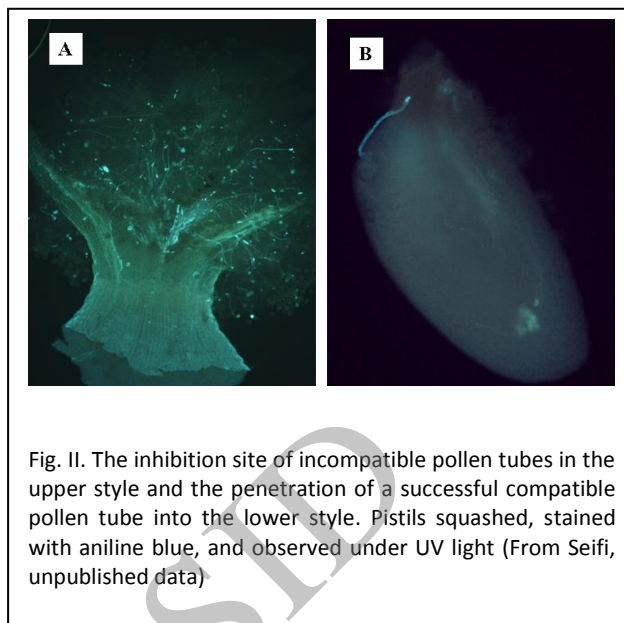 A
B
Fig. II. The inhibition site of incompatible pollen tubes in the
upper style and the penetration of a successful compatible
pollen tube into the lower style. Pistils squashed, stained
with aniline blue, and observed under UV light (From Seifi,
unpublished data)
SID